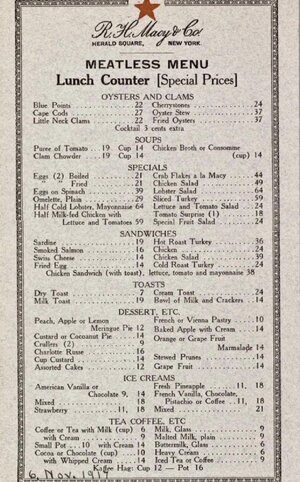 R. H. Macy & Co.
HERALD SQUARE, NEW YORK.
MEATLESS MENU
Lunch Counter [Special Prices]
OYSTERS AND CLAMS
Blue Points 22 Cherrystones 24
Cape Cods 27 Oyster Stew 37
Little Neck Clams 22 Fried Oysters 37
Cocktail 3 cents extra
SOUPS
Puree of Tomato . 19 Cup 14 Chicken Broth or Consomme
Clam Chowder . 19 Cup 14 (cup) 14
SPECIALS
Eggs (2) Boiled 21 Crab Flakes a la Macy 44
" Fried 21 Chicken Salad 49
Eggs on Spinach 39 Lobster Salad 64
Omelette, Plain 29 Sliced Turkey 59
Half Cold Lobster, Mayonnaise 64 Lettuce and Tomato Salad 24
Half Milk-fed Chicken with Tomato Surprise (1) 18
Lettuce and Tomatoes 59 Special Fruit Salad 24
SANDWICHES
Sardine 19 Hot Roast Turkey 36
Smoked Salmon 16 Chicken 24
Swiss Cheese 14 Chicken Salad 39
Fried Egg 14 Cold Roast Turkey 24
Chicken Sandwich (with toast), lettuce, tomato and mayonnaise 38
TOASTS
Dry Toast 7 Cream Toast 24
Milk Toast 19 Bowl of Milk and Crackers 14
DESSERT, ETC.
Peach, Apple or Lemon French or Vienna Pastry 10
Meringue Pie 12 Baked Apple with Cream 14
Custard or Cocoanut Pie 14 Orange or Grape Fruit
Crullers (2) 9 Marmalade 14
Charlotte Russe 16
Cup Custard 14 Stewed Prunes 14
Assorted Cakes 12 Grape Fruit 14
ICE CREAMS
American Vanilla or Fresh Pineapple 11, 18
Chocolate 9, 14 French Vanilla, Chocolate,
Mixed 18 Pistachio or Coffee 11, 18
Strawberry 11, 18 Mixed 21
TEA COFFEE, ETC
Coffee or Tea with Milk (cup) 6 Milk, Glass 9
with Cream 9 Malted Milk, plain 9
Small Pot . . 10 with Cream 14 Buttermilk, Glass 6
Cocoa or Chocolate (cup) 10 Heavy Cream 6
with Whipped Cream 14 Iced Tea or Coffee 9
Kaffee Hag: Cup 12 — Pot 16
6, Nov. 1917